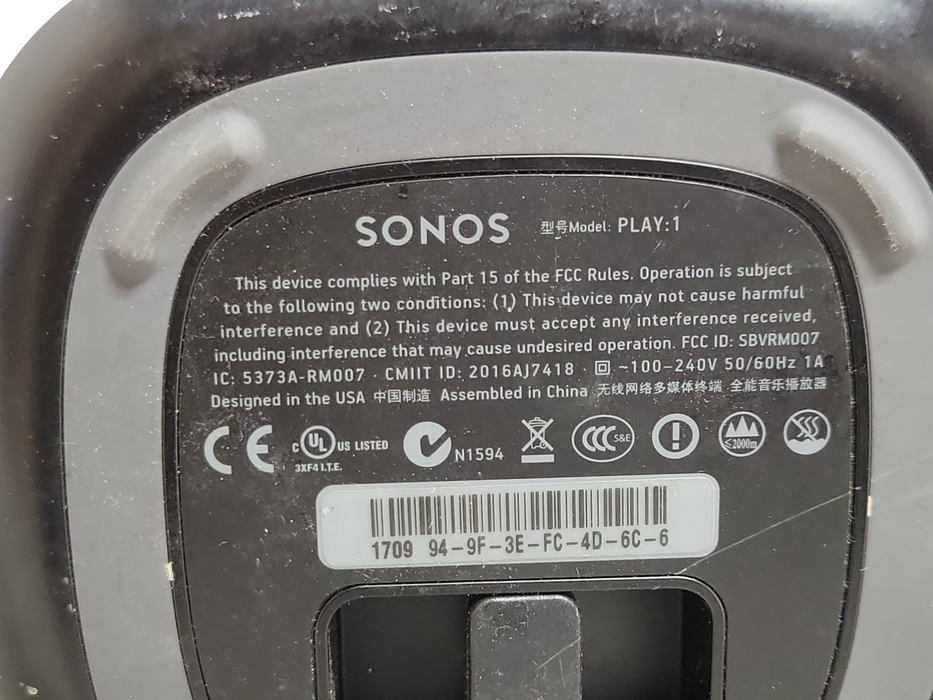 SONOS 型号Model: PLAY:1
This device complies with Part 15 of the FCC Rules. Operation is subject
to the following two conditions: (1) This device may not cause harmful
interference and (2) This device must accept any interference received,
including interference that may cause undesired operation. FCC ID: SBVRM007
IC: 5373A-RM007 · CMIIT ID: 2016AJ7418 · ~100-240V 50/60Hz 1A
Designed in the USA 中国制造 Assembled in China 无线网络多媒体终端 全能音乐播放器
CE C UL US LISTED N1594 CCC S&E ! ≤2000m
3XF4 I.T.E.
1709 94-9F-3E-FC-4D-6C-6